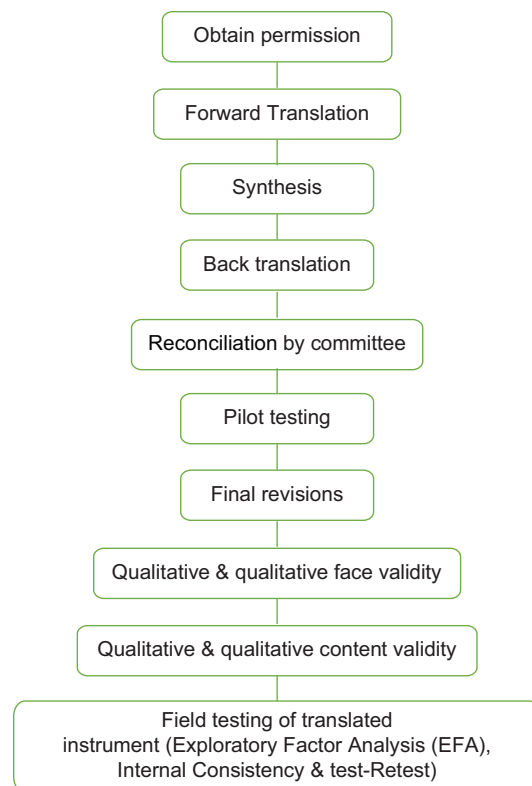 Obtain permission
Forward Translation
Synthesis
Back translation
Reconciliation by committee
Pilot testing
Final revisions
Qualitative & qualitative face validity
Qualitative & qualitative content validity
Field testing of translated
instrument (Exploratory Factor Analysis (EFA),
Internal Consistency & test-Retest)